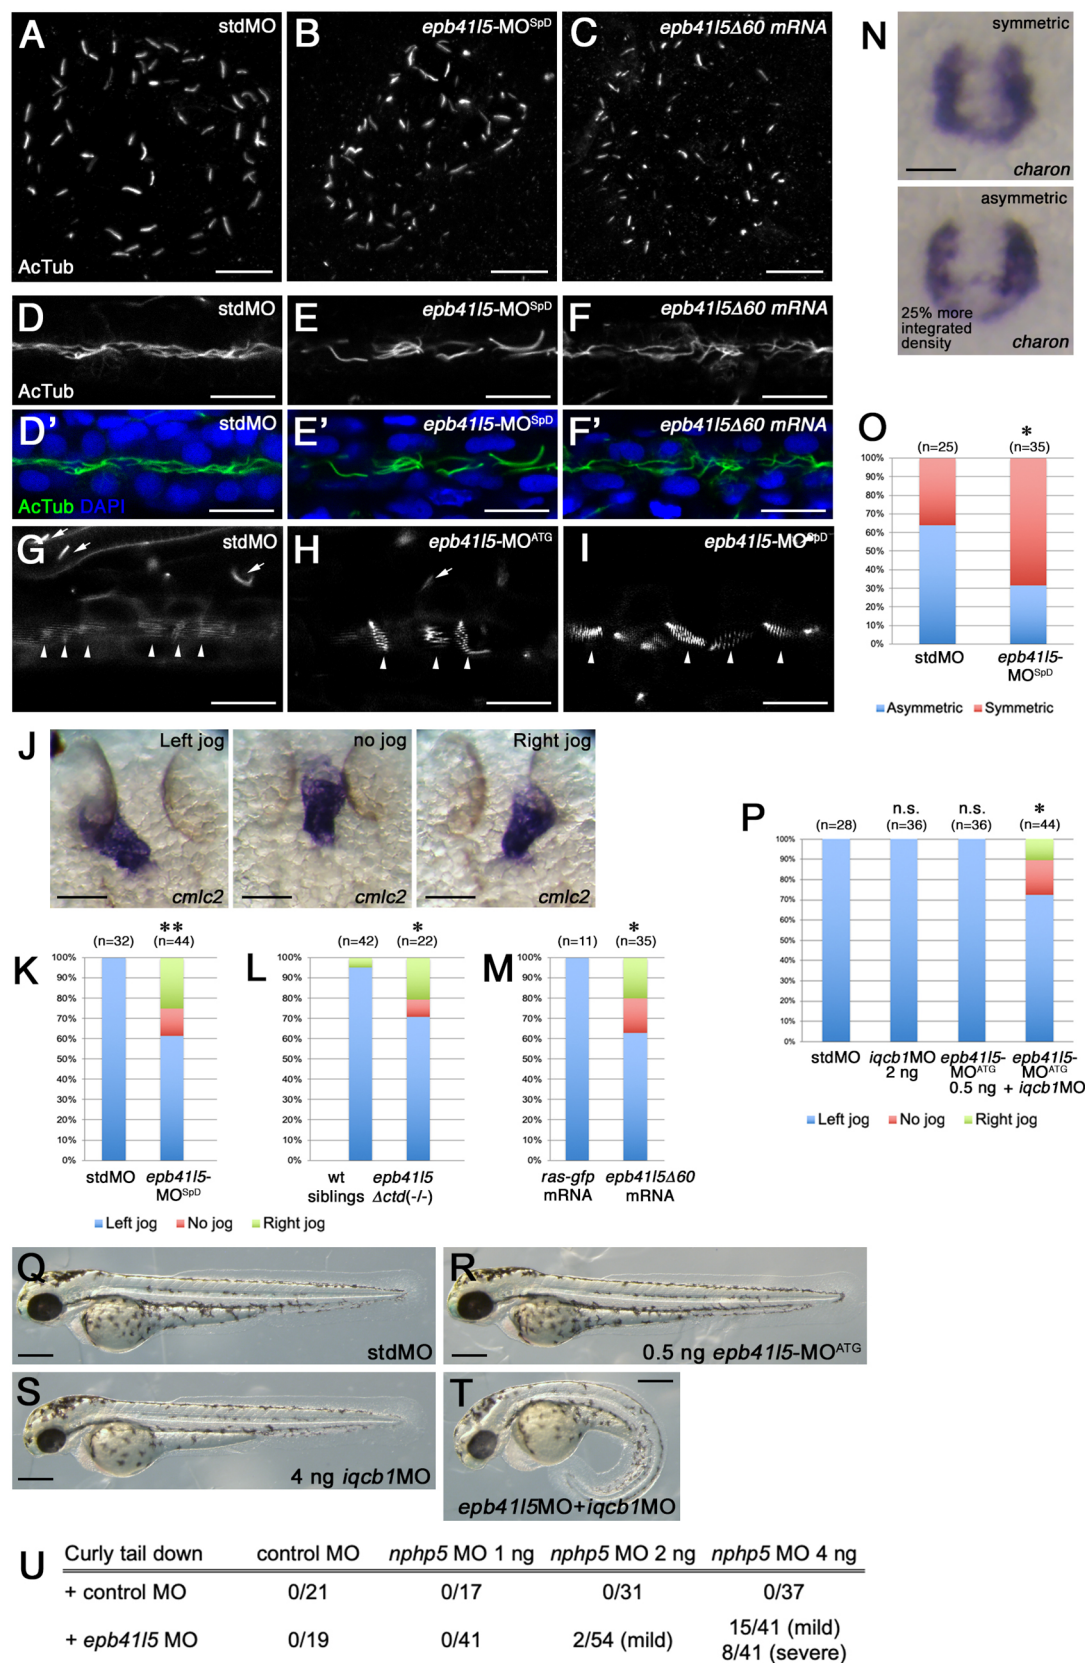 A
stdMO
AcTub
B
epb41l5-MOSpD
C
epb41l5Δ60 mRNA
D
stdMO
AcTub
E
epb41l5-MOSpD
F
epb41l5Δ60 mRNA
D'
stdMO
AcTub DAPI
E'
epb41l5-MOSpD
F'
epb41l5Δ60 mRNA
G
stdMO
H
epb41l5-MOATG
I
epb41l5-MOSpD
J
Left jog
cmlc2
no jog
cmlc2
Right jog
cmlc2
K
**
(n=32) (n=44)
100%
90%
80%
70%
60%
50%
40%
30%
20%
10%
0%
stdMO
epb41l5-
MOSpD
L
*
(n=42) (n=22)
100%
90%
80%
70%
60%
50%
40%
30%
20%
10%
0%
wt
siblings
epb41l5
Δctd(-/-)
M
*
(n=11) (n=35)
100%
90%
80%
70%
60%
50%
40%
30%
20%
10%
0%
ras-gfp
mRNA
epb41l5Δ60
mRNA
Left jog No jog Right jog
N
symmetric
charon
asymmetric
25% more
integrated
density
charon
O
*
(n=25) (n=35)
100%
90%
80%
70%
60%
50%
40%
30%
20%
10%
0%
stdMO
epb41l5-
MOSpD
Asymmetric Symmetric
P
n.s. n.s. *
(n=28) (n=36) (n=36) (n=44)
100%
90%
80%
70%
60%
50%
40%
30%
20%
10%
0%
stdMO
iqcb1MO
2 ng
epb41l5-
MOATG
0.5 ng
epb41l5-
MOATG
+ iqcb1MO
Left jog No jog Right jog
Q
stdMO
R
0.5 ng epb41l5-MOATG
S
4 ng iqcb1MO
T
epb41l5MO+iqcb1MO
U
Curly tail down control MO nphp5 MO 1 ng nphp5 MO 2 ng nphp5 MO 4 ng
+ control MO 0/21 0/17 0/31 0/37
+ epb41l5 MO 0/19 0/41 2/54 (mild) 15/41 (mild)
8/41 (severe)